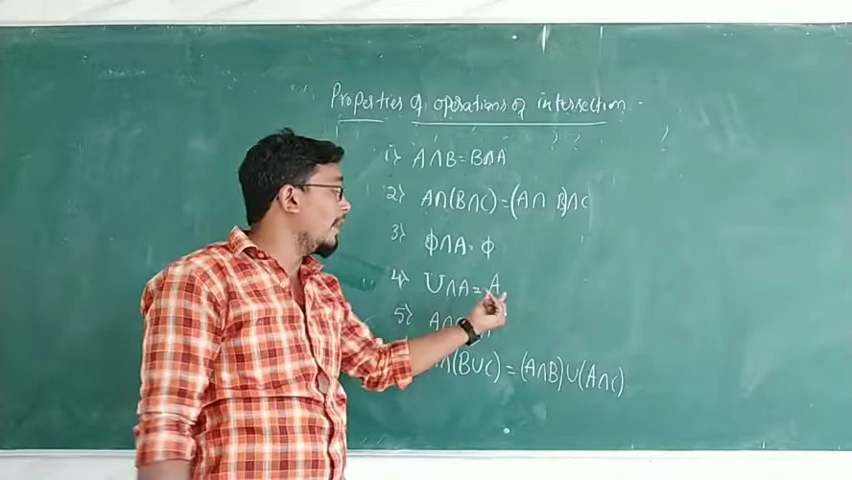 Properties of operations of intersection.
1) A∩B=B∩A
2) A∩(B∩C)=(A∩B)∩C
3) ϕ∩A=ϕ
4) U∩A=A
5) A∩
∩(B∪C)=(A∩B)∪(A∩C)